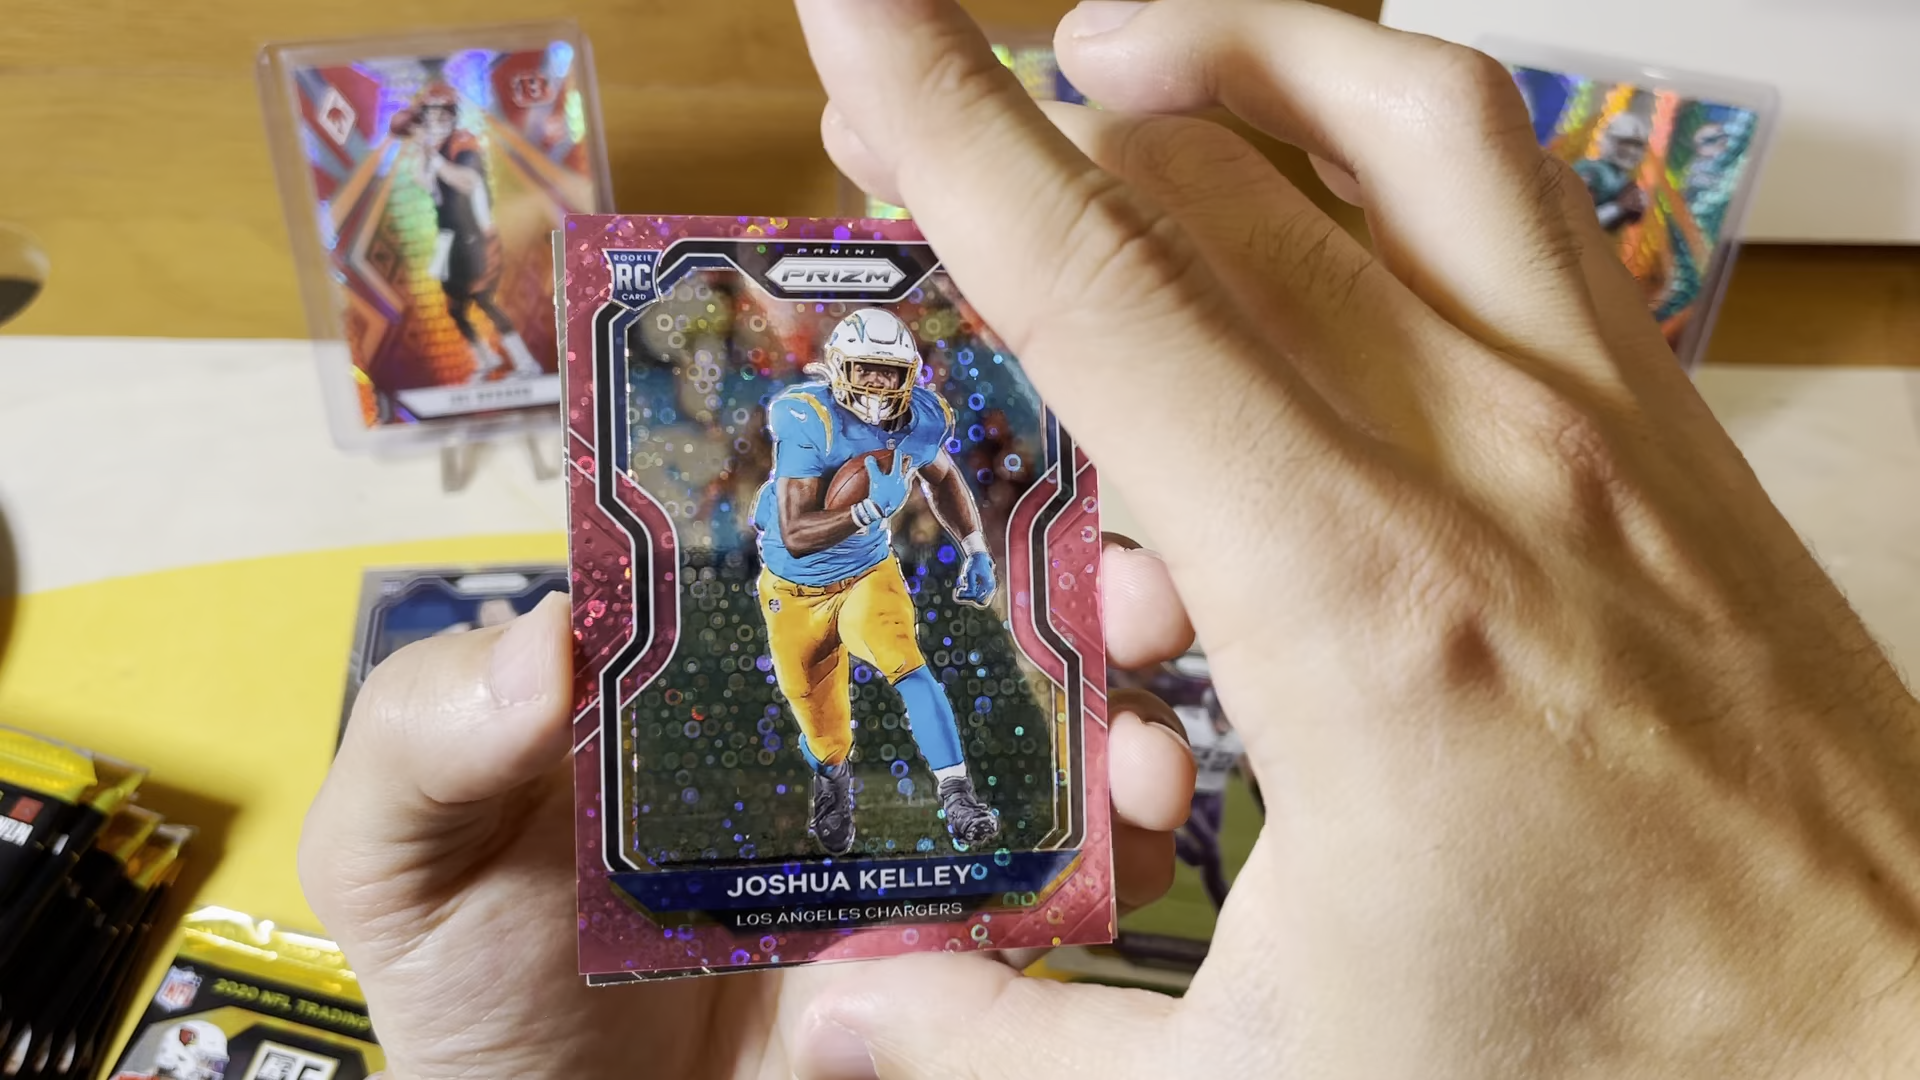 PANINI
PRIZM
ROOKIE
RC
CARD
JOSHUA KELLEY
LOS ANGELES CHARGERS
2020 NFL TRADING